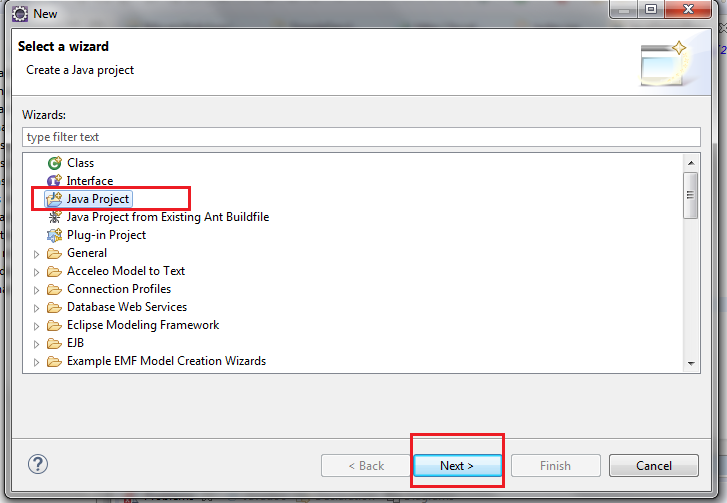 New
Select a wizard
Create a Java project
Wizards:
type filter text
Class
Interface
Java Project
Java Project from Existing Ant Buildfile
Plug-in Project
General
Acceleo Model to Text
Connection Profiles
Database Web Services
Eclipse Modeling Framework
EJB
Example EMF Model Creation Wizards
?
< Back
Next >
Finish
Cancel